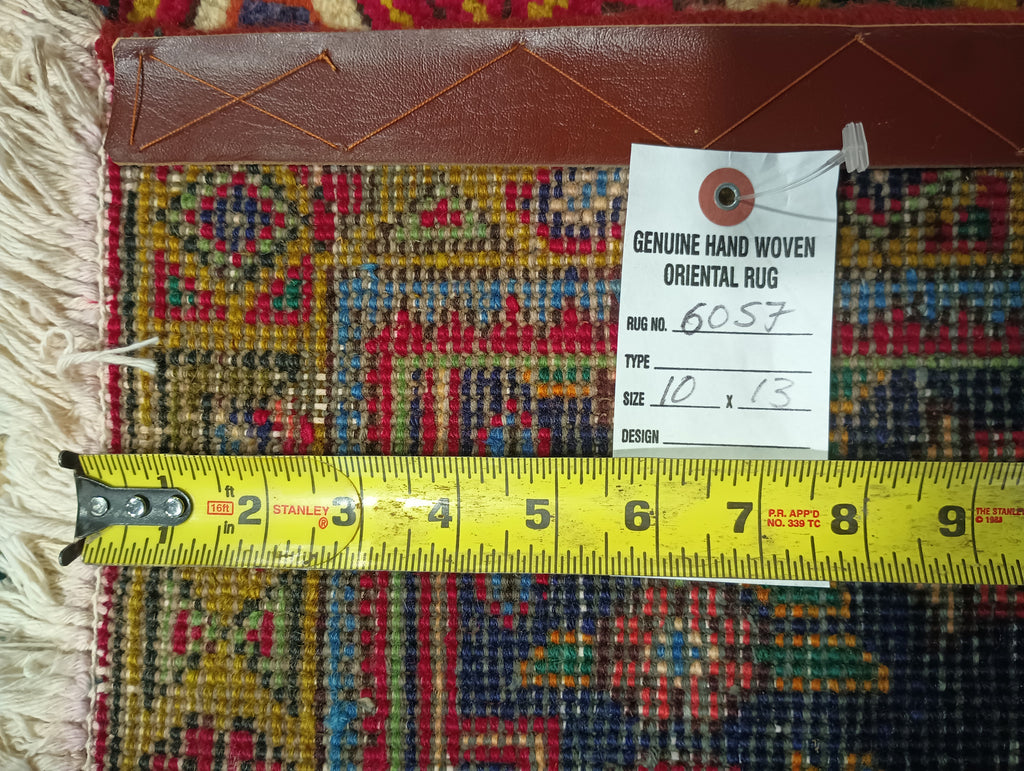 GENUINE HAND WOVEN
ORIENTAL RUG
RUG NO. 6057
TYPE
SIZE 10 x 13
DESIGN
1 ft 16ft 2 STANLEY® 3 4 5 6 7 P.R. APP'D 8 9 THE STANLEY
1 in NO. 339 TC © 1988